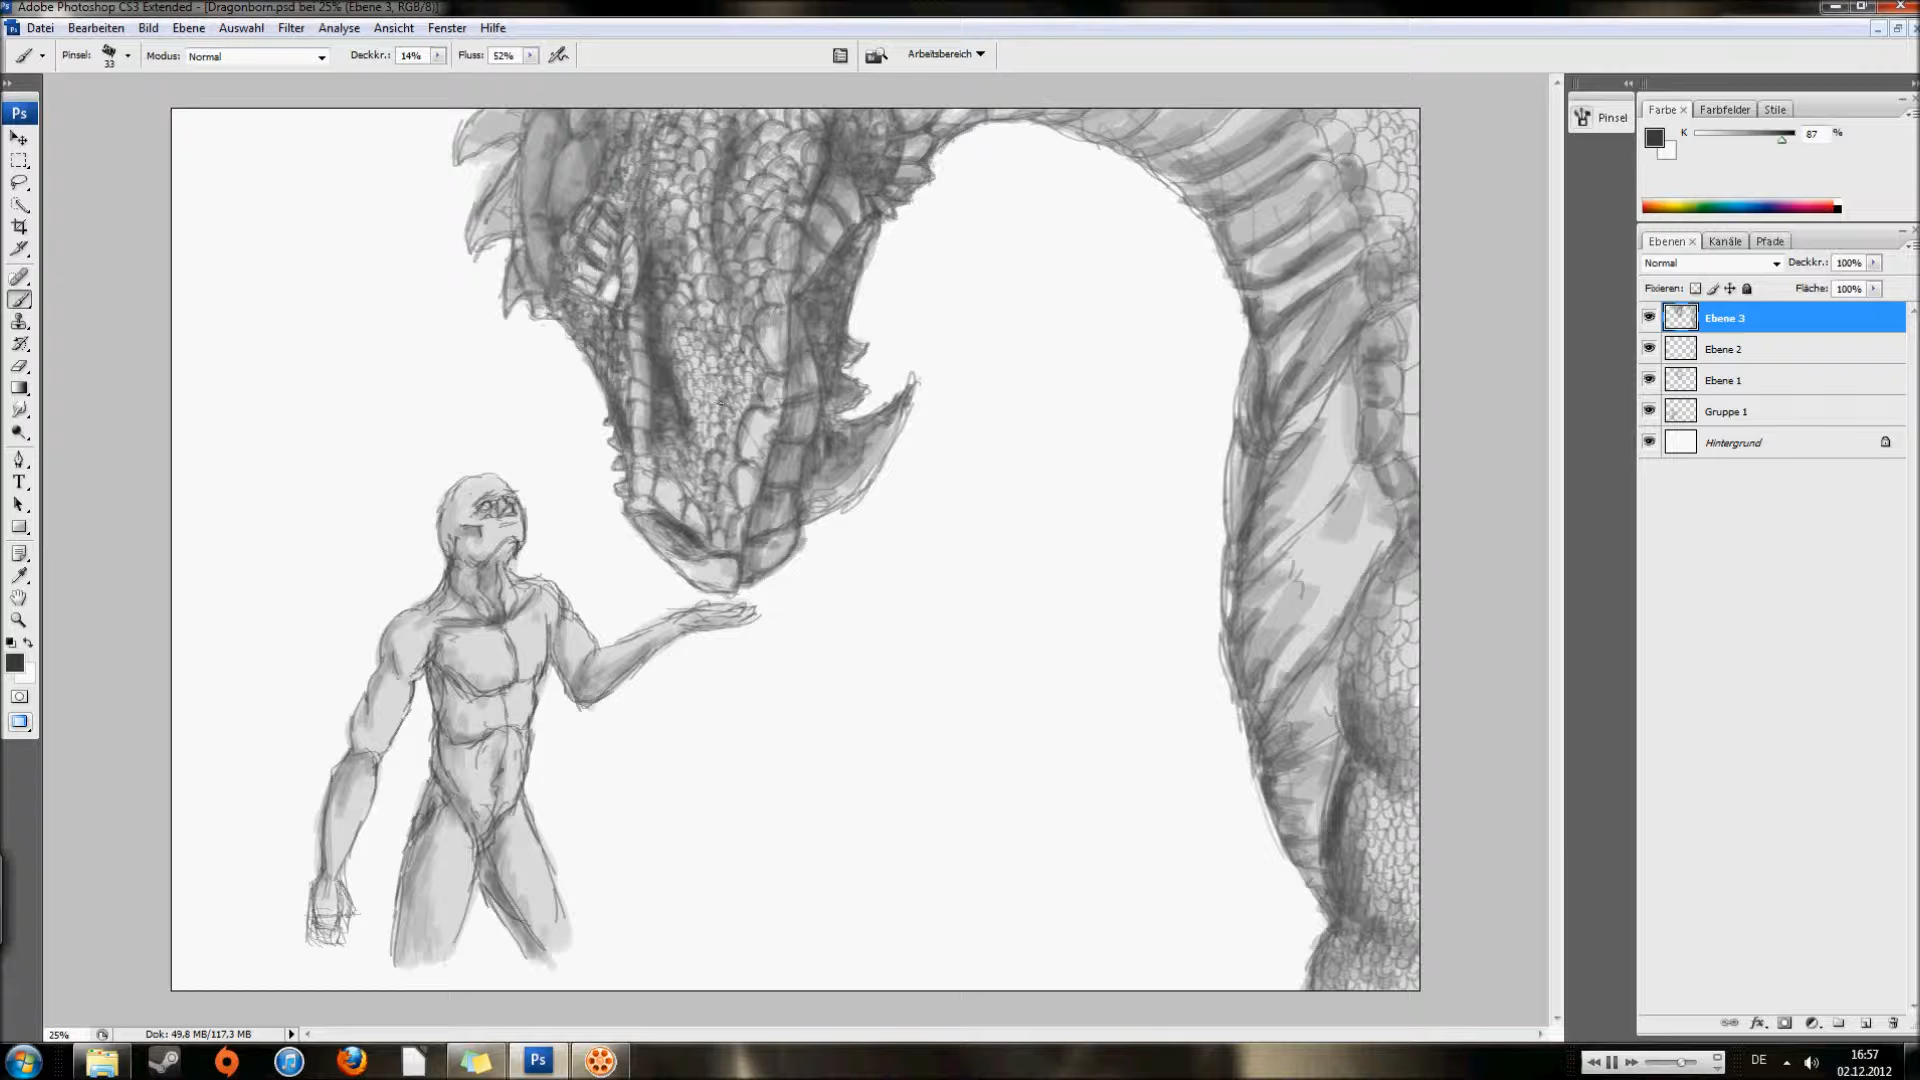 Adobe Photoshop CS3 Extended - [Dragonborn.psd bei 25% (Ebene 3, RGB/8)]
Ps Datei Bearbeiten Bild Ebene Auswahl Filter Analyse Ansicht Fenster Hilfe
Pinsel: 33 Modus: Normal Deckkr.: 14% Fluss: 52% Arbeitsbereich
Ps
T
Pinsel
Farbe Farbfelder Stile
K 87 %
Ebenen Kanäle Pfade
Normal Deckkr.: 100%
Fixieren: Fläche: 100%
Ebene 3
Ebene 2
Ebene 1
Gruppe 1
Hintergrund
fx
25% Dok: 49,8 MB/117,3 MB
Ps DE 16:57
02.12.2012